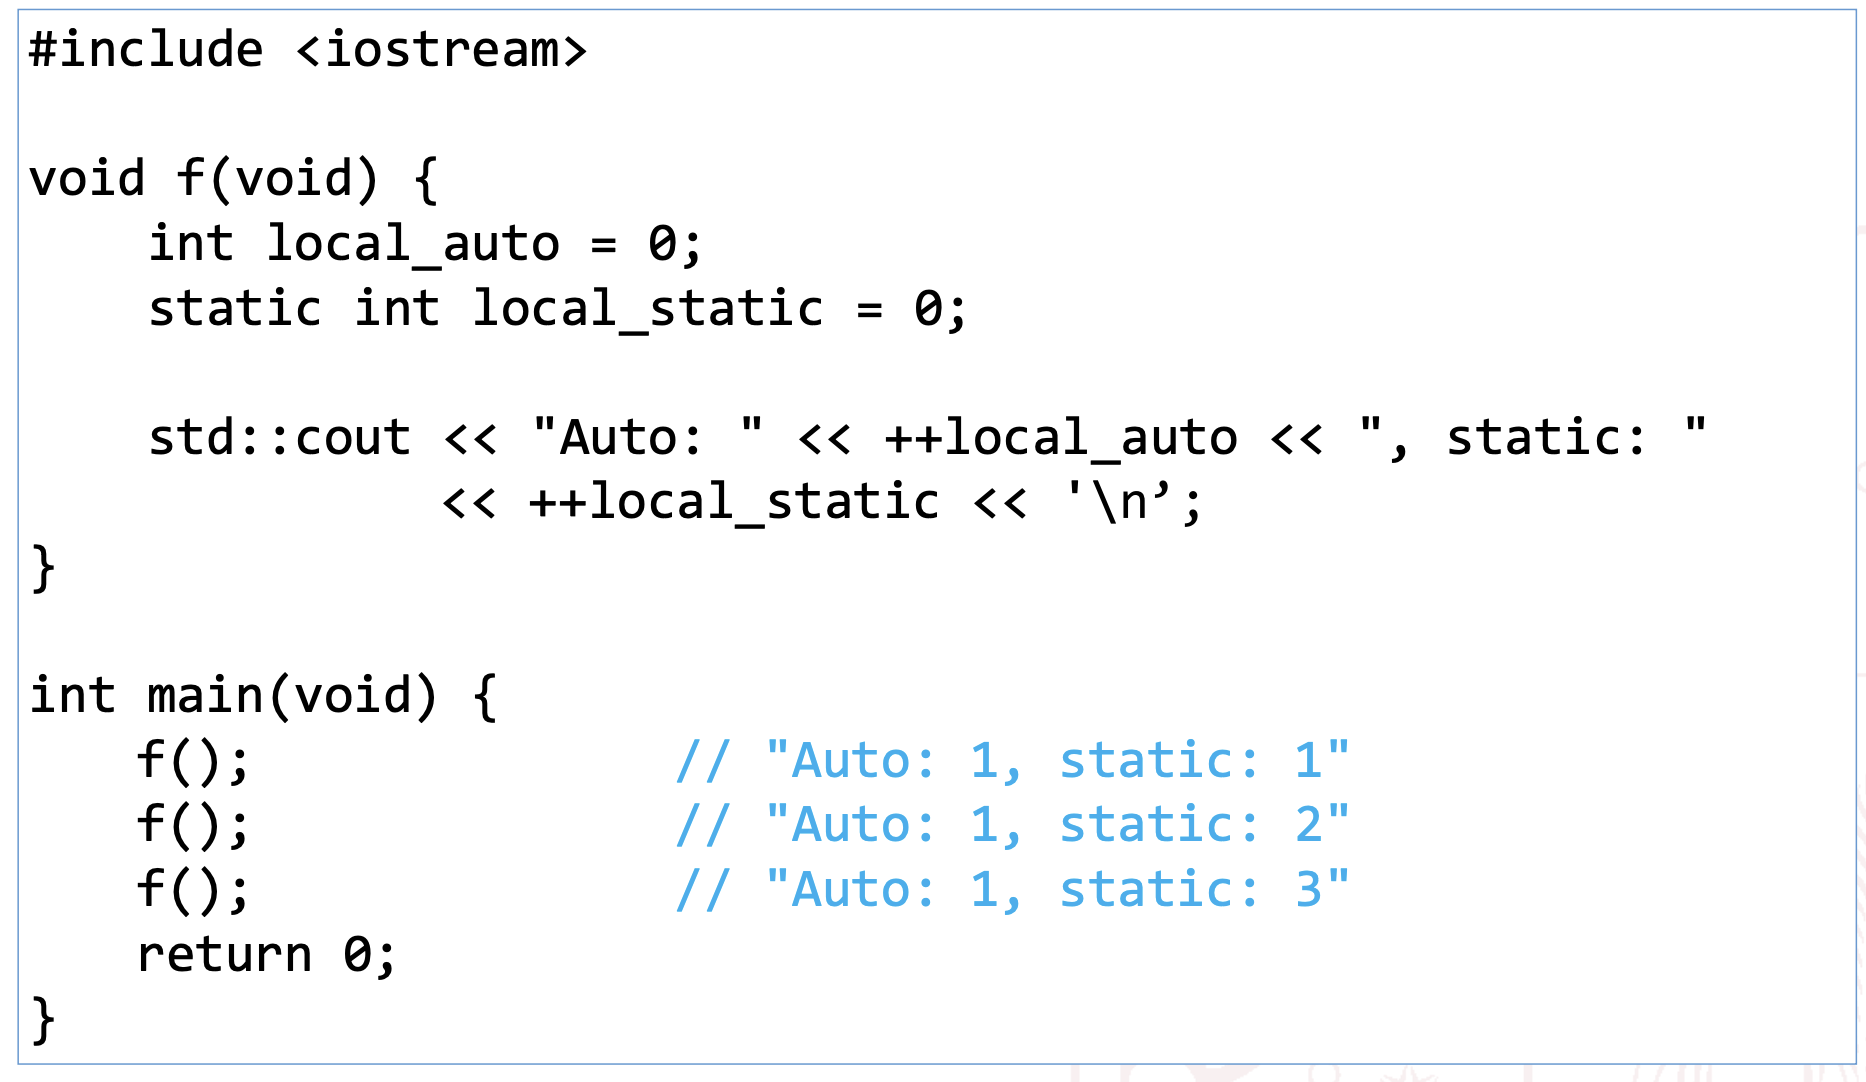 #include <iostream>

void f(void) {
    int local_auto = 0;
    static int local_static = 0;

    std::cout << "Auto: " << ++local_auto << ", static: "
              << ++local_static << '\n’;
}

int main(void) {
    f();                  // "Auto: 1, static: 1"
    f();                  // "Auto: 1, static: 2"
    f();                  // "Auto: 1, static: 3"
    return 0;
}